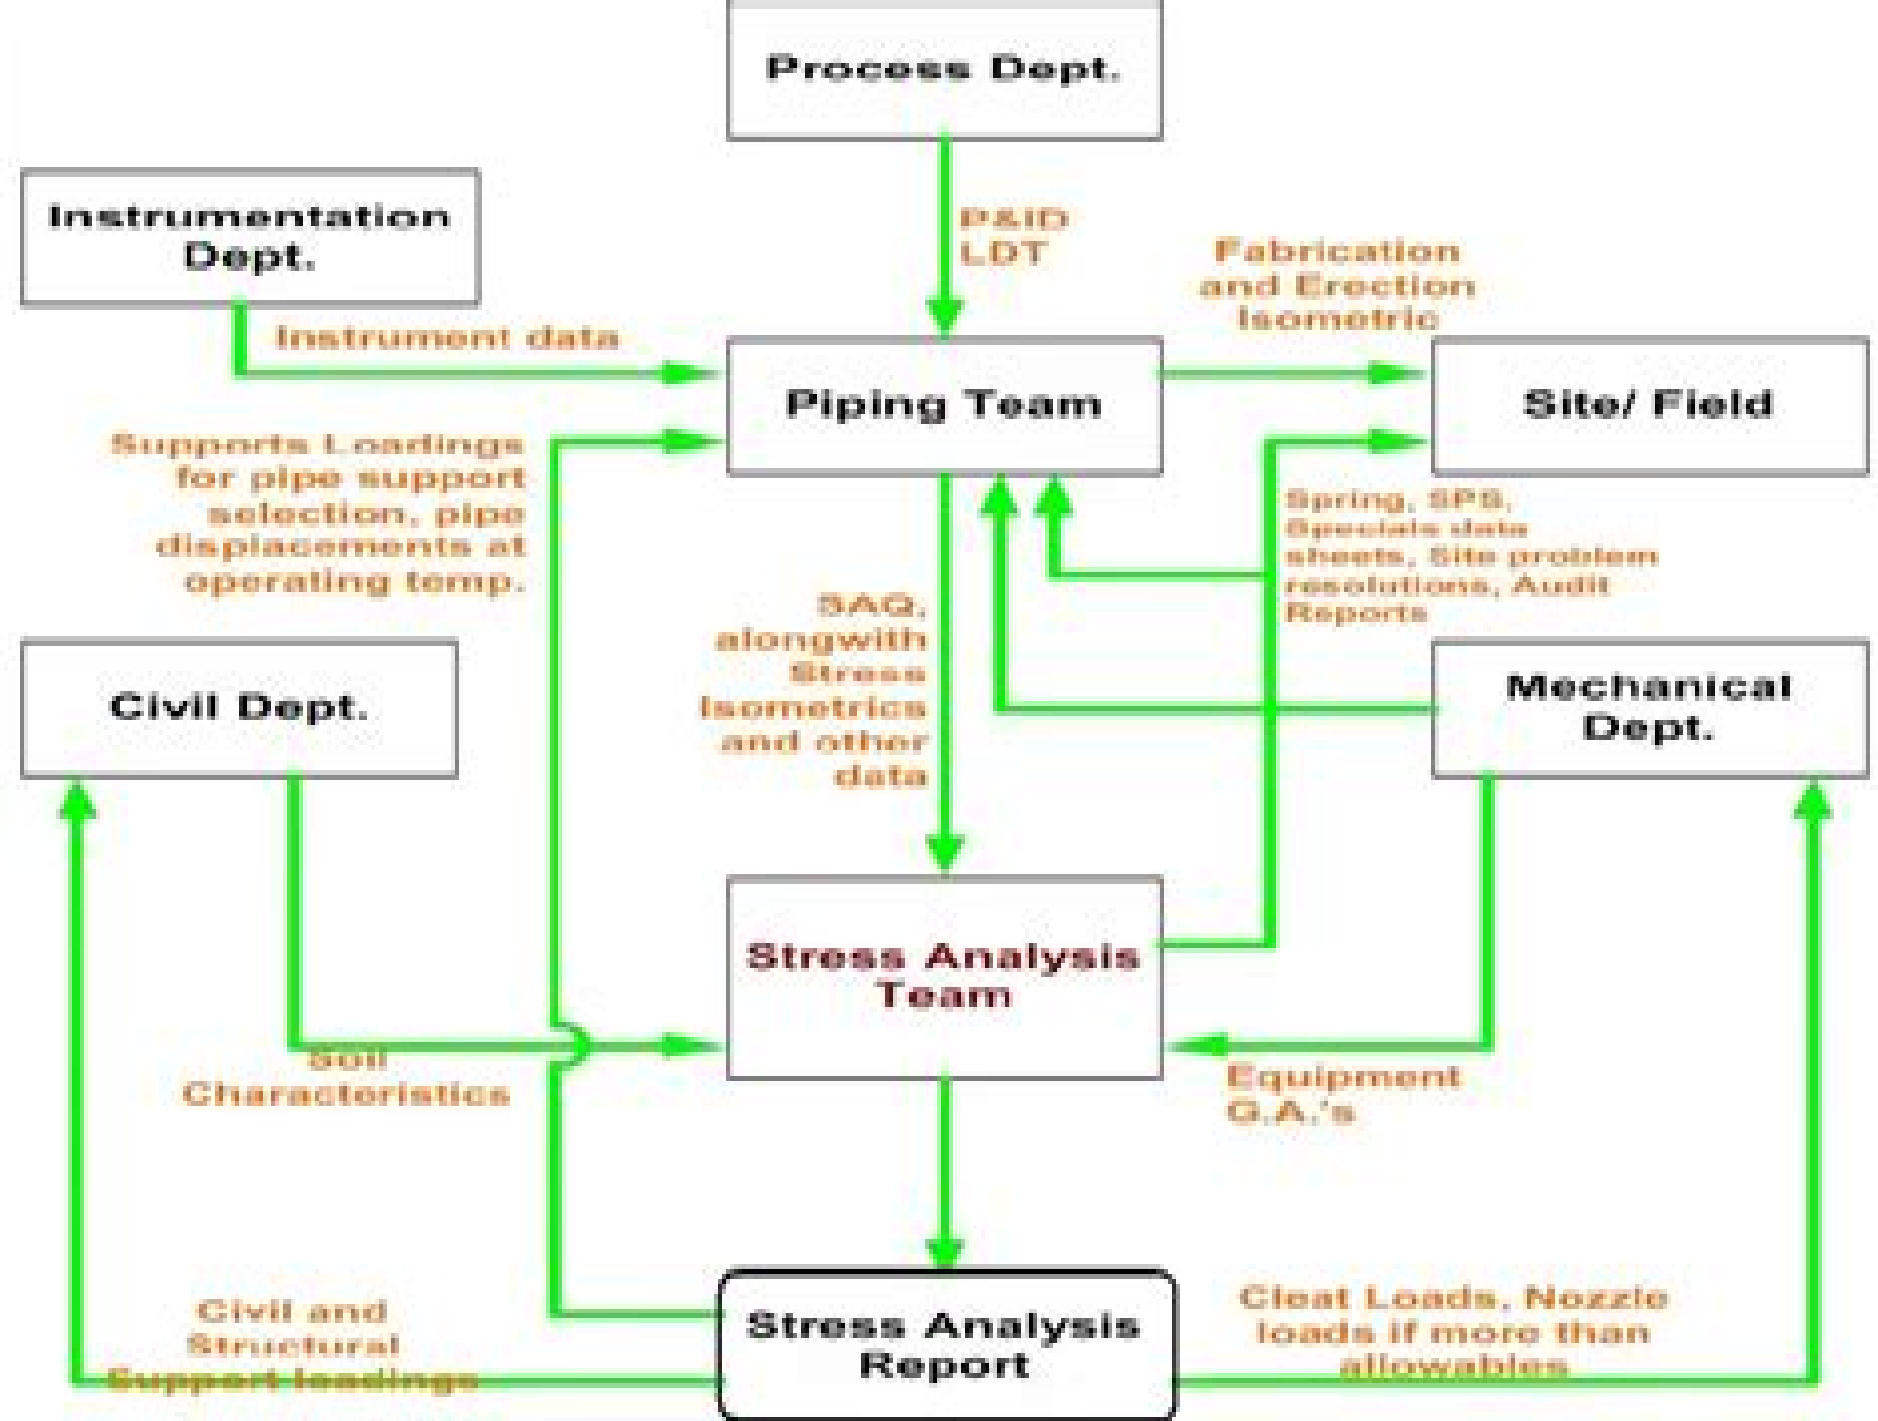 Process Dept.
Instrumentation
Dept.
P&ID
LDT
Fabrication
and Erection
Isometric
Instrument data
Piping Team
Site/ Field
Supports Loadings
for pipe support
selection, pipe
displacements at
operating temp.
Spring, SPS,
Specials data
sheets, Site problem
resolutions, Audit
Reports
SAQ,
alongwith
Stress
Isometrics
and other
data
Civil Dept.
Mechanical
Dept.
Stress Analysis
Team
Soil
Characteristics
Equipment
G.A.'s
Civil and
Structural
Support loadings
Stress Analysis
Report
Cleat Loads, Nozzle
loads if more than
allowables